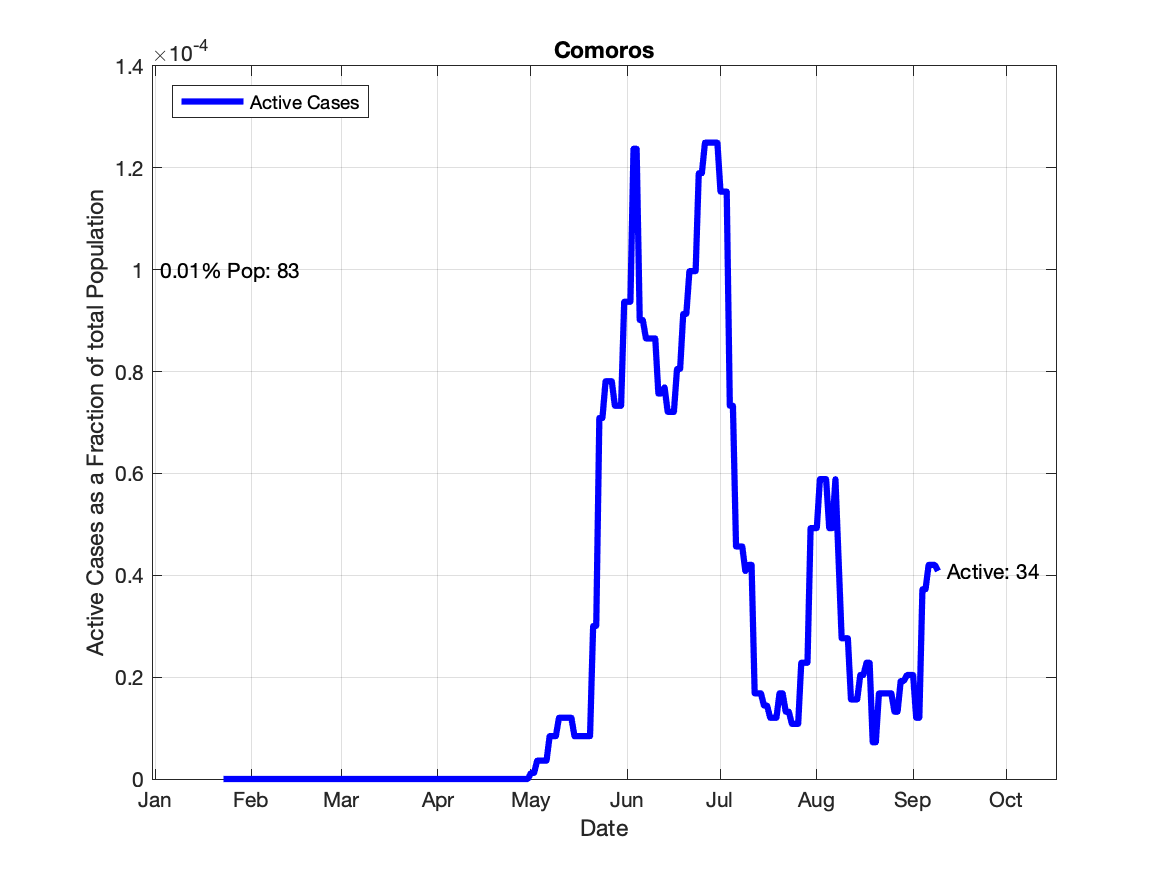 Comoros
×10-4
1.4
1.2
1
0.8
0.6
0.4
0.2
0
Active Cases
0.01% Pop: 83
Active: 34
Active Cases as a Fraction of total Population
Jan Feb Mar Apr May Jun Jul Aug Sep Oct
Date